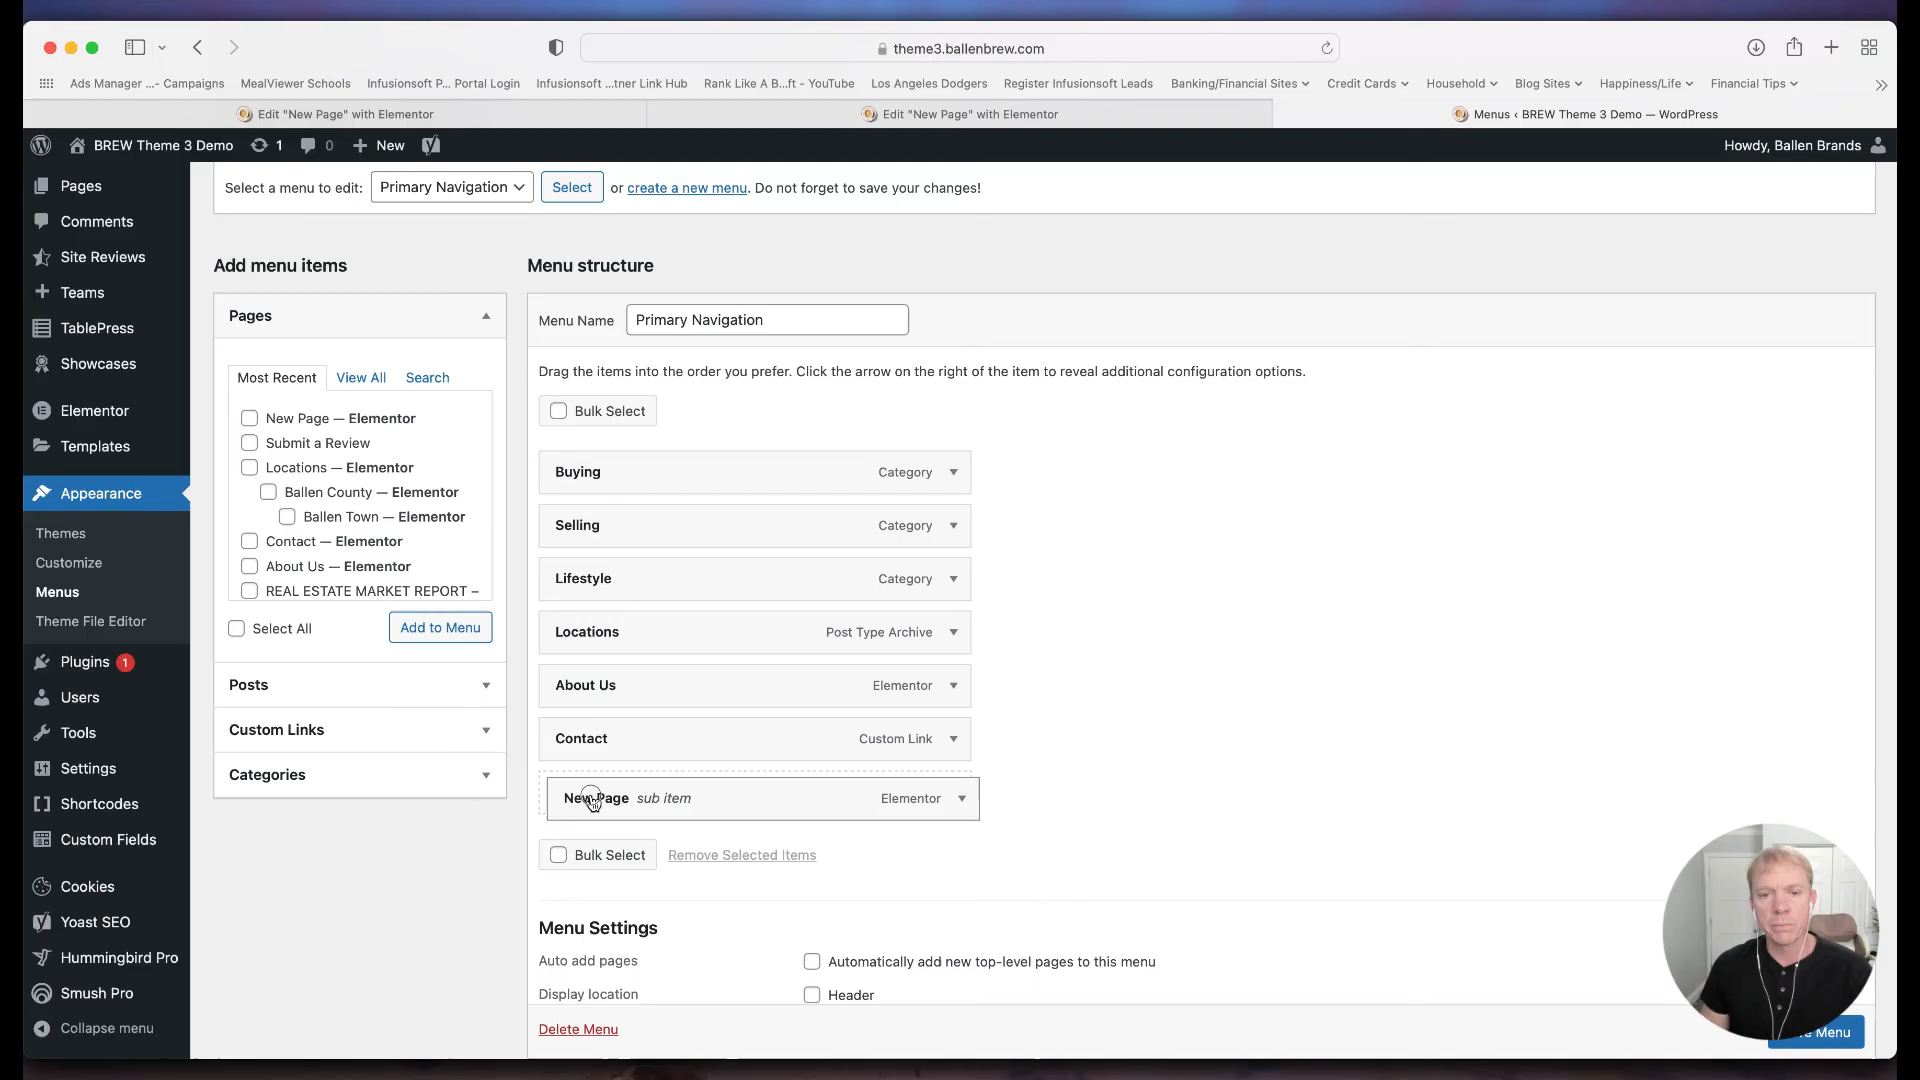 theme3.ballenbrew.com
Ads Manager ...- Campaigns MealViewer Schools Infusionsoft P... Portal Login Infusionsoft ...tner Link Hub Rank Like A B...ft - YouTube Los Angeles Dodgers Register Infusionsoft Leads Banking/Financial Sites Credit Cards Household Blog Sites Happiness/Life Financial Tips
Edit "New Page" with Elementor Edit "New Page" with Elementor Menus ‹ BREW Theme 3 Demo — WordPress
BREW Theme 3 Demo 1 0 New Howdy, Ballen Brands
Pages
Comments
Site Reviews
Teams
TablePress
Showcases
Elementor
Templates
Appearance
Themes
Customize
Menus
Theme File Editor
Plugins 1
Users
Tools
Settings
Shortcodes
Custom Fields
Cookies
Yoast SEO
Hummingbird Pro
Smush Pro
Collapse menu
Select a menu to edit: Primary Navigation Select or create a new menu. Do not forget to save your changes!
Add menu items
Pages
Most Recent View All Search
New Page — Elementor
Submit a Review
Locations — Elementor
Ballen County — Elementor
Ballen Town — Elementor
Contact — Elementor
About Us — Elementor
REAL ESTATE MARKET REPORT –
Select All Add to Menu
Posts
Custom Links
Categories
Menu structure
Menu Name Primary Navigation
Drag the items into the order you prefer. Click the arrow on the right of the item to reveal additional configuration options.
Bulk Select
Buying Category
Selling Category
Lifestyle Category
Locations Post Type Archive
About Us Elementor
Contact Custom Link
New Page sub item Elementor
Bulk Select Remove Selected Items
Menu Settings
Auto add pages Automatically add new top-level pages to this menu
Display location Header
Delete Menu Menu